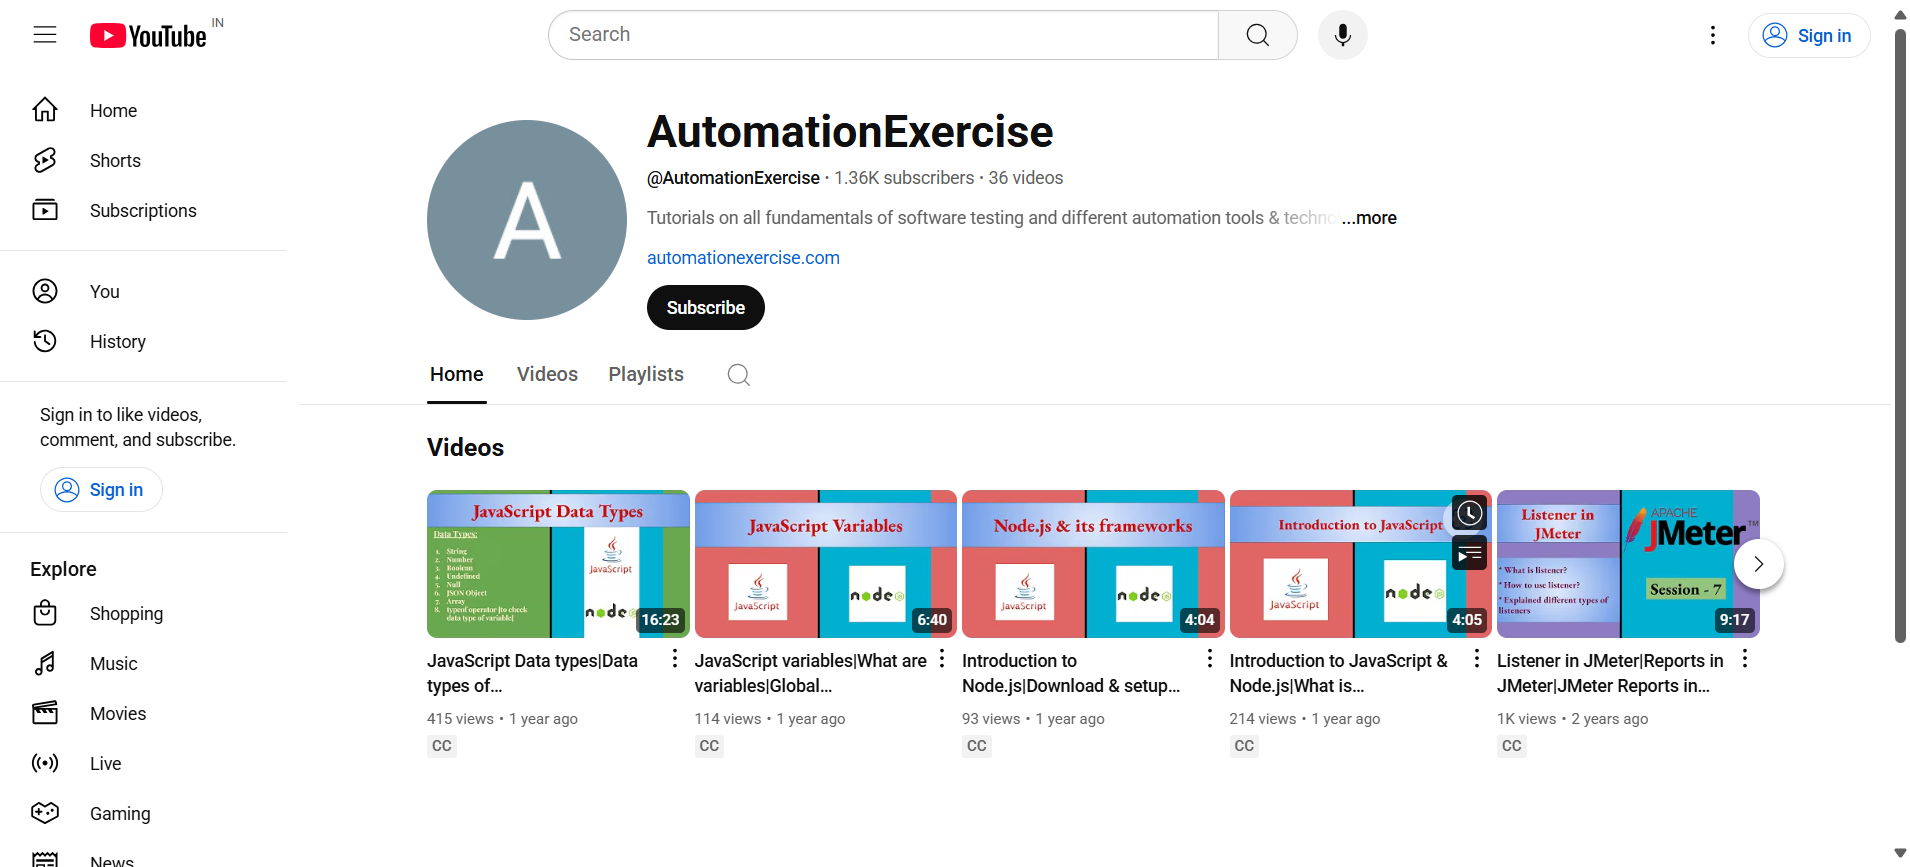 YouTube IN
Search
Sign in
Home
Shorts
Subscriptions
You
History
Sign in to like videos,
comment, and subscribe.
Sign in
Explore
Shopping
Music
Movies
Live
Gaming
News
A
AutomationExercise
@AutomationExercise • 1.36K subscribers • 36 videos
Tutorials on all fundamentals of software testing and different automation tools & techno ...more
automationexercise.com
Subscribe
Home Videos Playlists
Videos
JavaScript Data Types
Data Types:
1. String
2. Number
3. Boolean
4. Undefined
5. Null
6. JSON Object
7. Array
8. typeof operator [to check
data type of variable]
JavaScript
node
16:23
JavaScript Data types|Data
types of...
415 views • 1 year ago
CC
JavaScript Variables
JavaScript
node
6:40
JavaScript variables|What are
variables|Global...
114 views • 1 year ago
CC
Node.js & its frameworks
JavaScript
node
4:04
Introduction to
Node.js|Download & setup...
93 views • 1 year ago
CC
Introduction to JavaScript
JavaScript
node
4:05
Introduction to JavaScript &
Node.js|What is...
214 views • 1 year ago
CC
Listener in
JMeter
* What is listener?
* How to use listener?
* Explained different types of
listeners
APACHE
JMeter™
Session - 7
9:17
Listener in JMeter|Reports in
JMeter|JMeter Reports in...
1K views • 2 years ago
CC